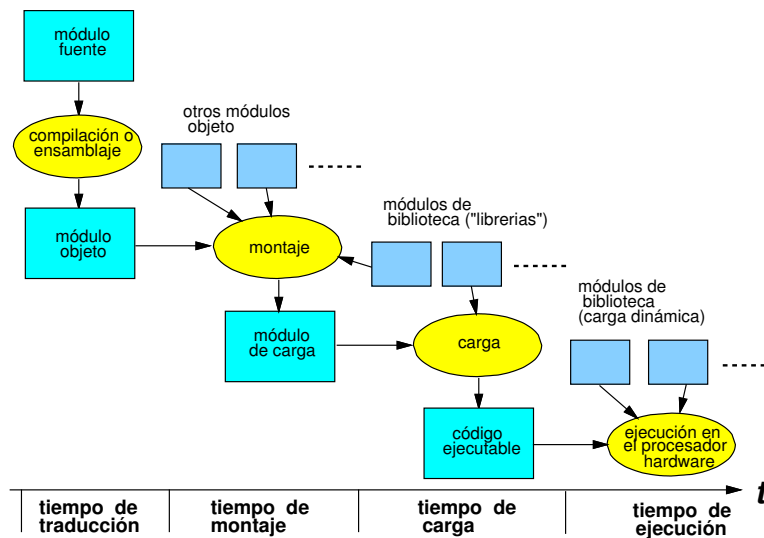 módulo
fuente
compilación o
ensamblaje
módulo
objeto
otros módulos
objeto
montaje
módulos de
biblioteca ("librerias")
módulo
de carga
carga
módulos de
biblioteca
(carga dinámica)
código
ejecutable
ejecución en
el procesador
hardware
t
tiempo de
traducción
tiempo de
montaje
tiempo de
carga
tiempo de
ejecución